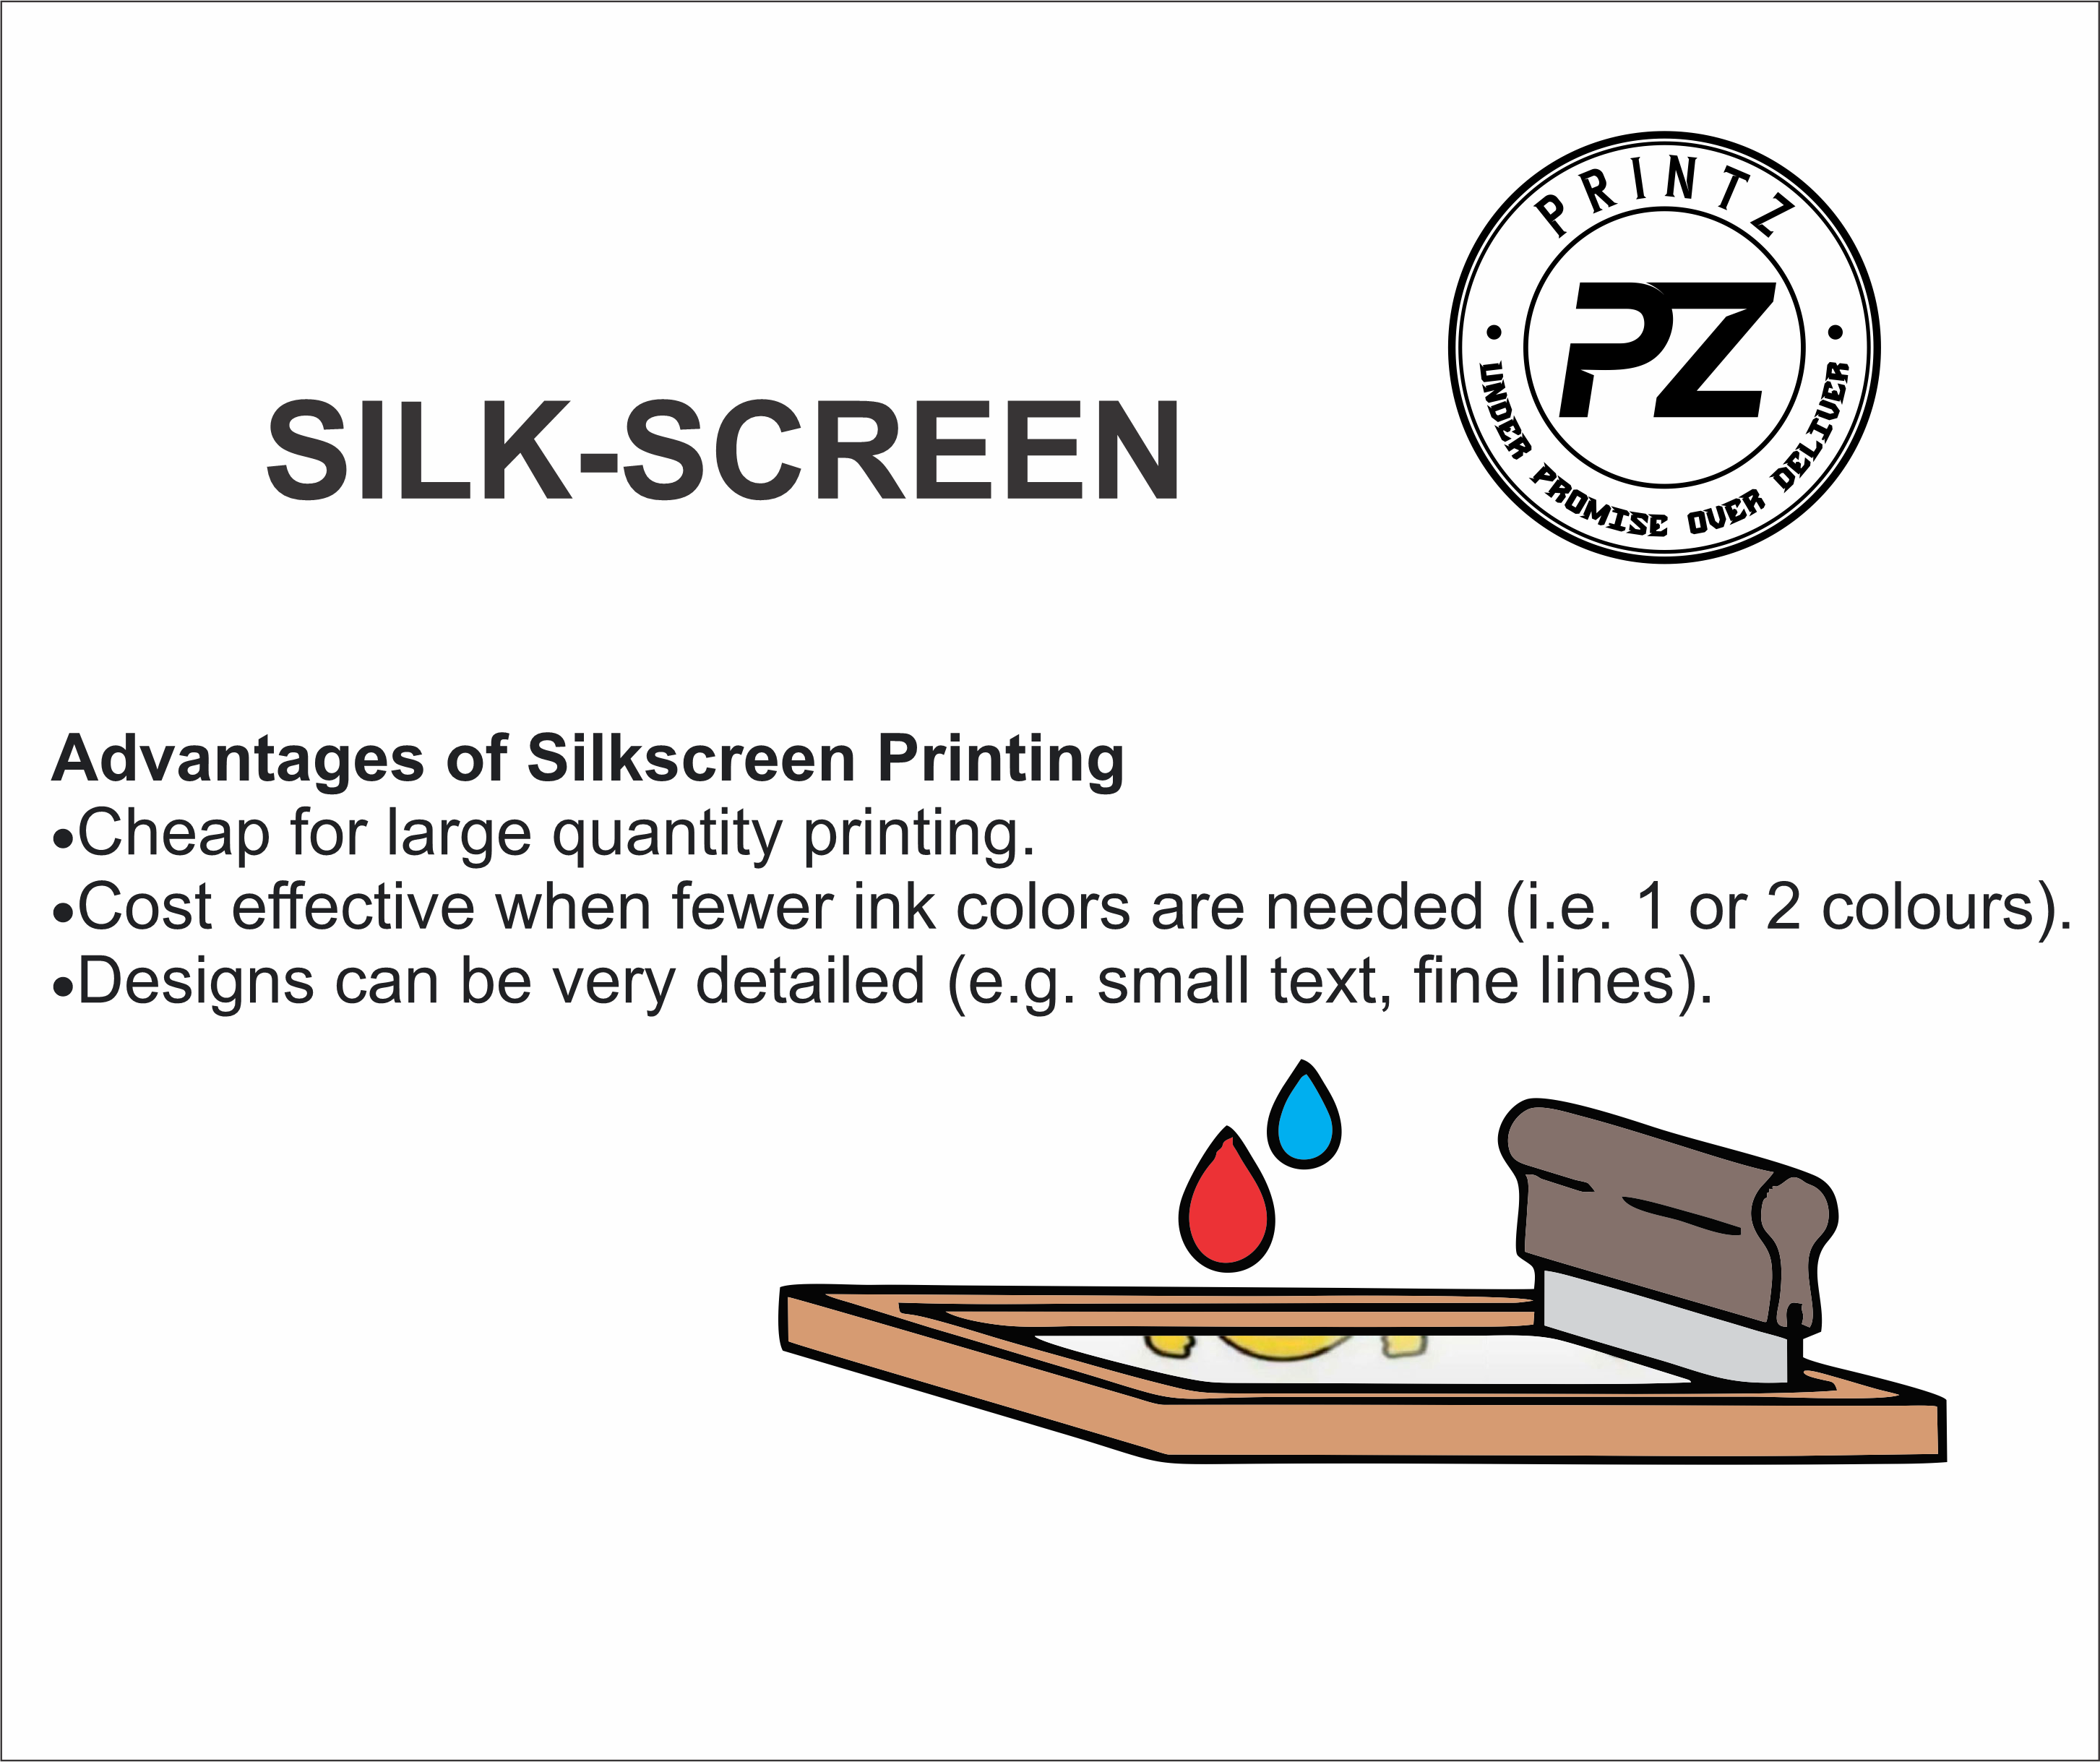 PRINTZ
PZ
UNDER PROMISE OVER DELIVER
SILK-SCREEN
Advantages of Silkscreen Printing
•Cheap for large quantity printing.
•Cost effective when fewer ink colors are needed (i.e. 1 or 2 colours).
•Designs can be very detailed (e.g. small text, fine lines).